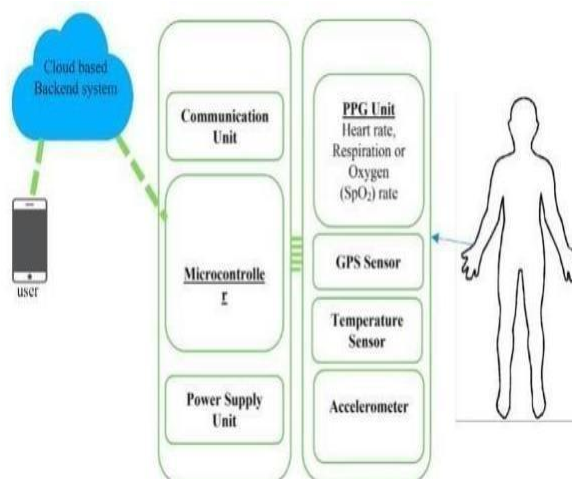 Cloud based
Backend system
user
Communication
Unit
Microcontrolle
r
Power Supply
Unit
PPG Unit
Heart rate,
Respiration or
Oxygen
(SpO₂) rate
GPS Sensor
Temperature
Sensor
Accelerometer